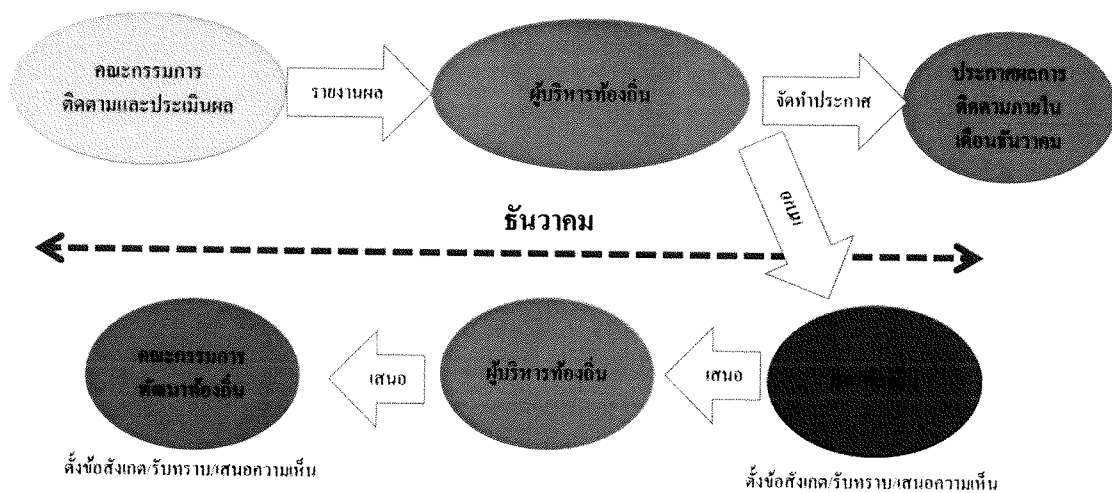 คณะกรรมการ
ติดตามและประเมินผล
รายงานผล
ผู้บริหารท้องถิ่น
จัดทำประกาศ
ประกาศผลการ
ติดตามภายใน
เดือนธันวาคม
เสนอ
ธันวาคม
คณะกรรมการ
พัฒนาท้องถิ่น
เสนอ
ผู้บริหารท้องถิ่น
เสนอ
ตั้งข้อสังเกต/รับทราบ/เสนอความเห็น
ตั้งข้อสังเกต/รับทราบ/เสนอความเห็น